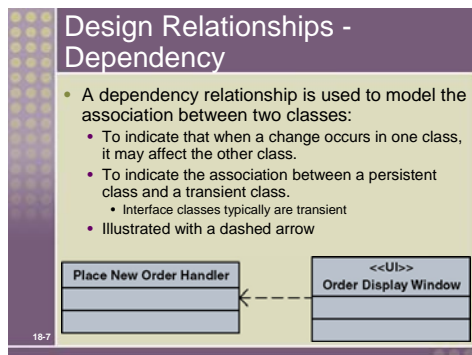 Design Relationships -
Dependency
• A dependency relationship is used to model the
association between two classes:
• To indicate that when a change occurs in one class,
it may affect the other class.
• To indicate the association between a persistent
class and a transient class.
• Interface classes typically are transient
• Illustrated with a dashed arrow
Place New Order Handler
<<UI>>
Order Display Window
18-7